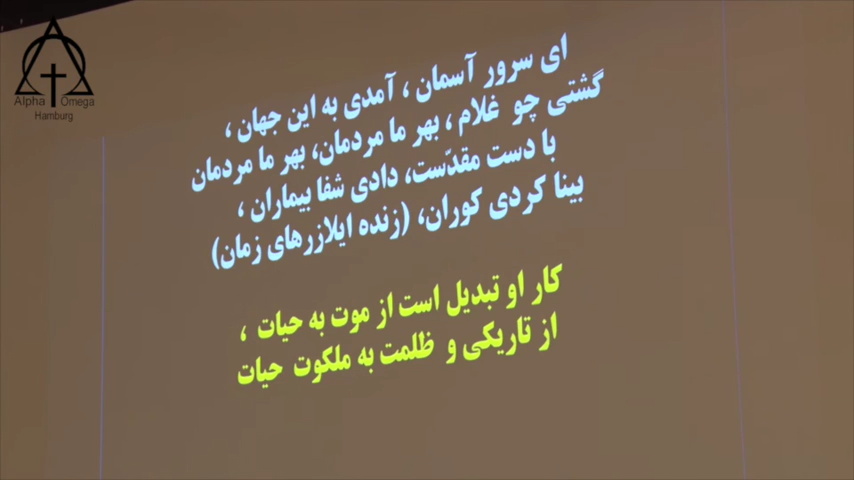 Alpha Omega
Hamburg
ای سرور آسمان ، آمدی به این جهان ،
گشتی چو غلام ، بهر ما مردمان، بهر ما مردمان
با دست مقدّست، دادی شفا بیماران ،
بینا کردی کوران، (زنده ایلازرهای زمان)
کار او تبدیل است از موت به حیات ،
از تاریکی و ظلمت به ملکوت حیات